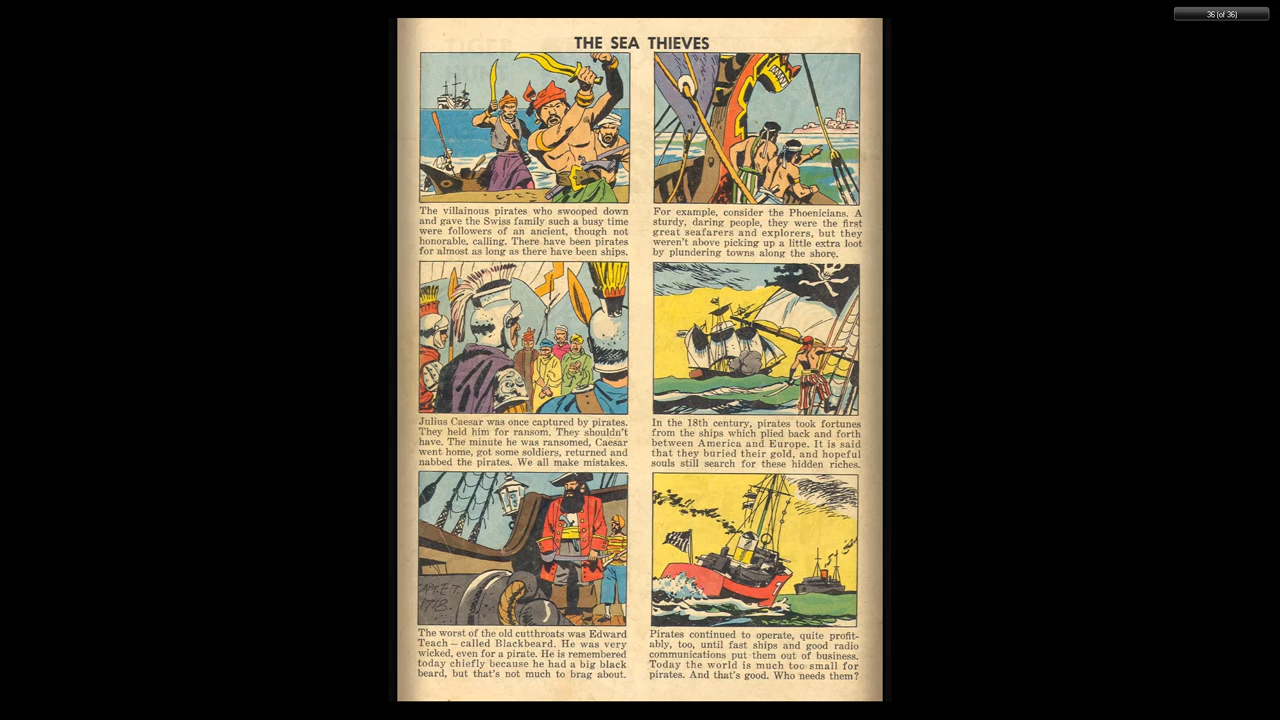 36 (of 36)
THE SEA THIEVES
The villainous pirates who swooped down
and gave the Swiss family such a busy time
were followers of an ancient, though not
honorable, calling. There have been pirates
for almost as long as there have been ships.
For example, consider the Phoenicians. A
sturdy, daring people, they were the first
great seafarers and explorers, but they
weren't above picking up a little extra loot
by plundering towns along the shore.
Julius Caesar was once captured by pirates.
They held him for ransom. They shouldn't
have. The minute he was ransomed, Caesar
went home, got some soldiers, returned and
nabbed the pirates. We all make mistakes.
In the 18th century, pirates took fortunes
from the ships which plied back and forth
between America and Europe. It is said
that they buried their gold, and hopeful
souls still search for these hidden riches.
1718.
The worst of the old cutthroats was Edward
Teach – called Blackbeard. He was very
wicked, even for a pirate. He is remembered
today chiefly because he had a big black
beard, but that's not much to brag about.
Pirates continued to operate, quite profit-
ably, too, until fast ships and good radio
communications put them out of business.
Today the world is much too small for
pirates. And that's good. Who needs them?